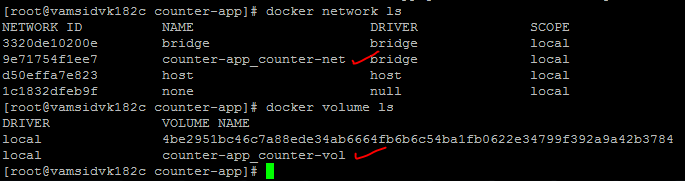 [root@vamsidvk182c counter-app]# docker network ls
NETWORK ID          NAME                      DRIVER              SCOPE
3320de10200e        bridge                    bridge              local
9e71754f1ee7        counter-app_counter-net   bridge              local
d50effa7e823        host                      host                local
1c1832dfeb9f        none                      null                local
[root@vamsidvk182c counter-app]# docker volume ls
DRIVER              VOLUME NAME
local               4be2951bc46c7a88ede34ab6664fb6b6c54ba1fb0622e34799f392a9a42b3784
local               counter-app_counter-vol
[root@vamsidvk182c counter-app]#